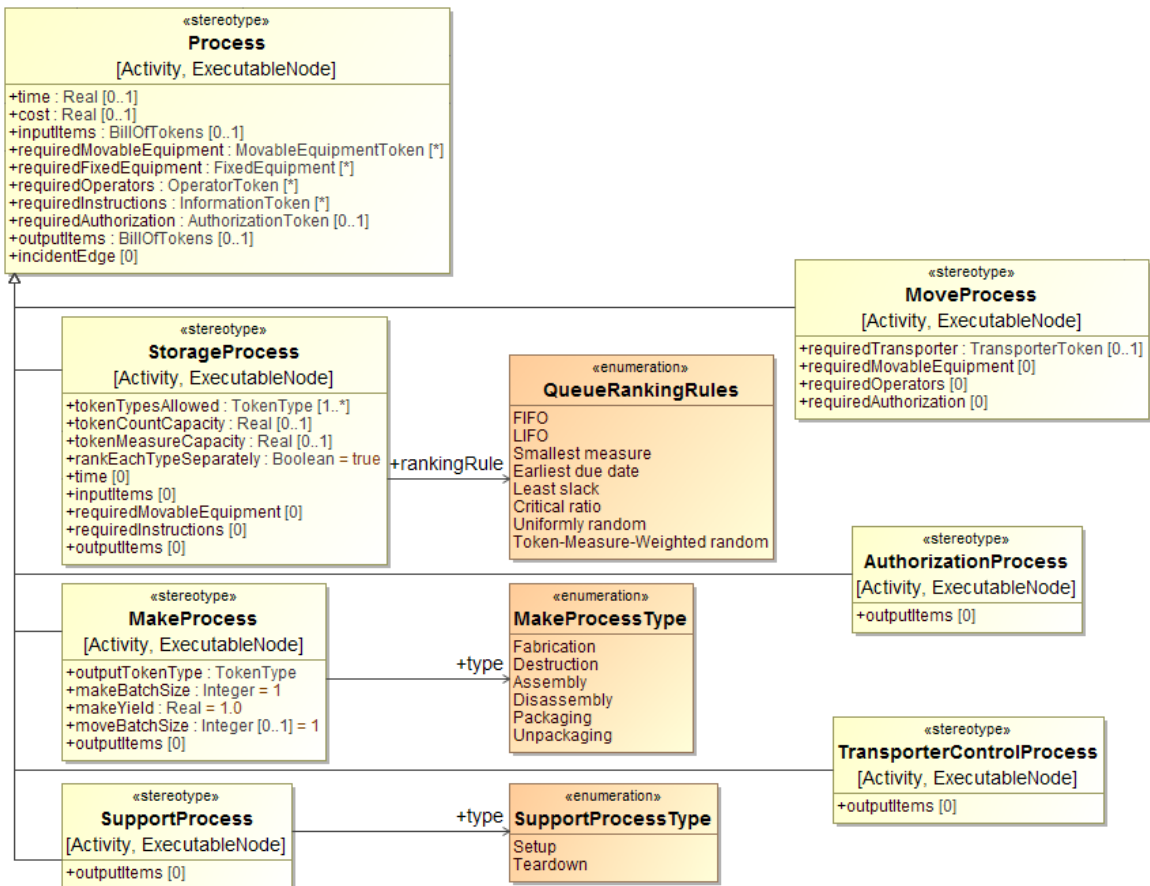 «stereotype»
Process
[Activity, ExecutableNode]
+time : Real [0..1]
+cost : Real [0..1]
+inputItems : BillOfTokens [0..1]
+requiredMovableEquipment : MovableEquipmentToken [*]
+requiredFixedEquipment : FixedEquipment [*]
+requiredOperators : OperatorToken [*]
+requiredInstructions : InformationToken [*]
+requiredAuthorization : AuthorizationToken [0..1]
+outputItems : BillOfTokens [0..1]
+incidentEdge [0]
«stereotype»
MoveProcess
[Activity, ExecutableNode]
+requiredTransporter : TransporterToken [0..1]
+requiredMovableEquipment [0]
+requiredOperators [0]
+requiredAuthorization [0]
«stereotype»
StorageProcess
[Activity, ExecutableNode]
+tokenTypesAllowed : TokenType [1..*]
+tokenCountCapacity : Real [0..1]
+tokenMeasureCapacity : Real [0..1]
+rankEachTypeSeparately : Boolean = true
+time [0]
+inputItems [0]
+requiredMovableEquipment [0]
+requiredInstructions [0]
+outputItems [0]
+rankingRule
«enumeration»
QueueRankingRules
FIFO
LIFO
Smallest measure
Earliest due date
Least slack
Critical ratio
Uniformly random
Token-Measure-Weighted random
«stereotype»
AuthorizationProcess
[Activity, ExecutableNode]
+outputItems [0]
«stereotype»
MakeProcess
[Activity, ExecutableNode]
+outputTokenType : TokenType
+makeBatchSize : Integer = 1
+makeYield : Real = 1.0
+moveBatchSize : Integer [0..1] = 1
+outputItems [0]
+type
«enumeration»
MakeProcessType
Fabrication
Destruction
Assembly
Disassembly
Packaging
Unpackaging
«stereotype»
TransporterControlProcess
[Activity, ExecutableNode]
+outputItems [0]
«stereotype»
SupportProcess
[Activity, ExecutableNode]
+outputItems [0]
+type
«enumeration»
SupportProcessType
Setup
Teardown